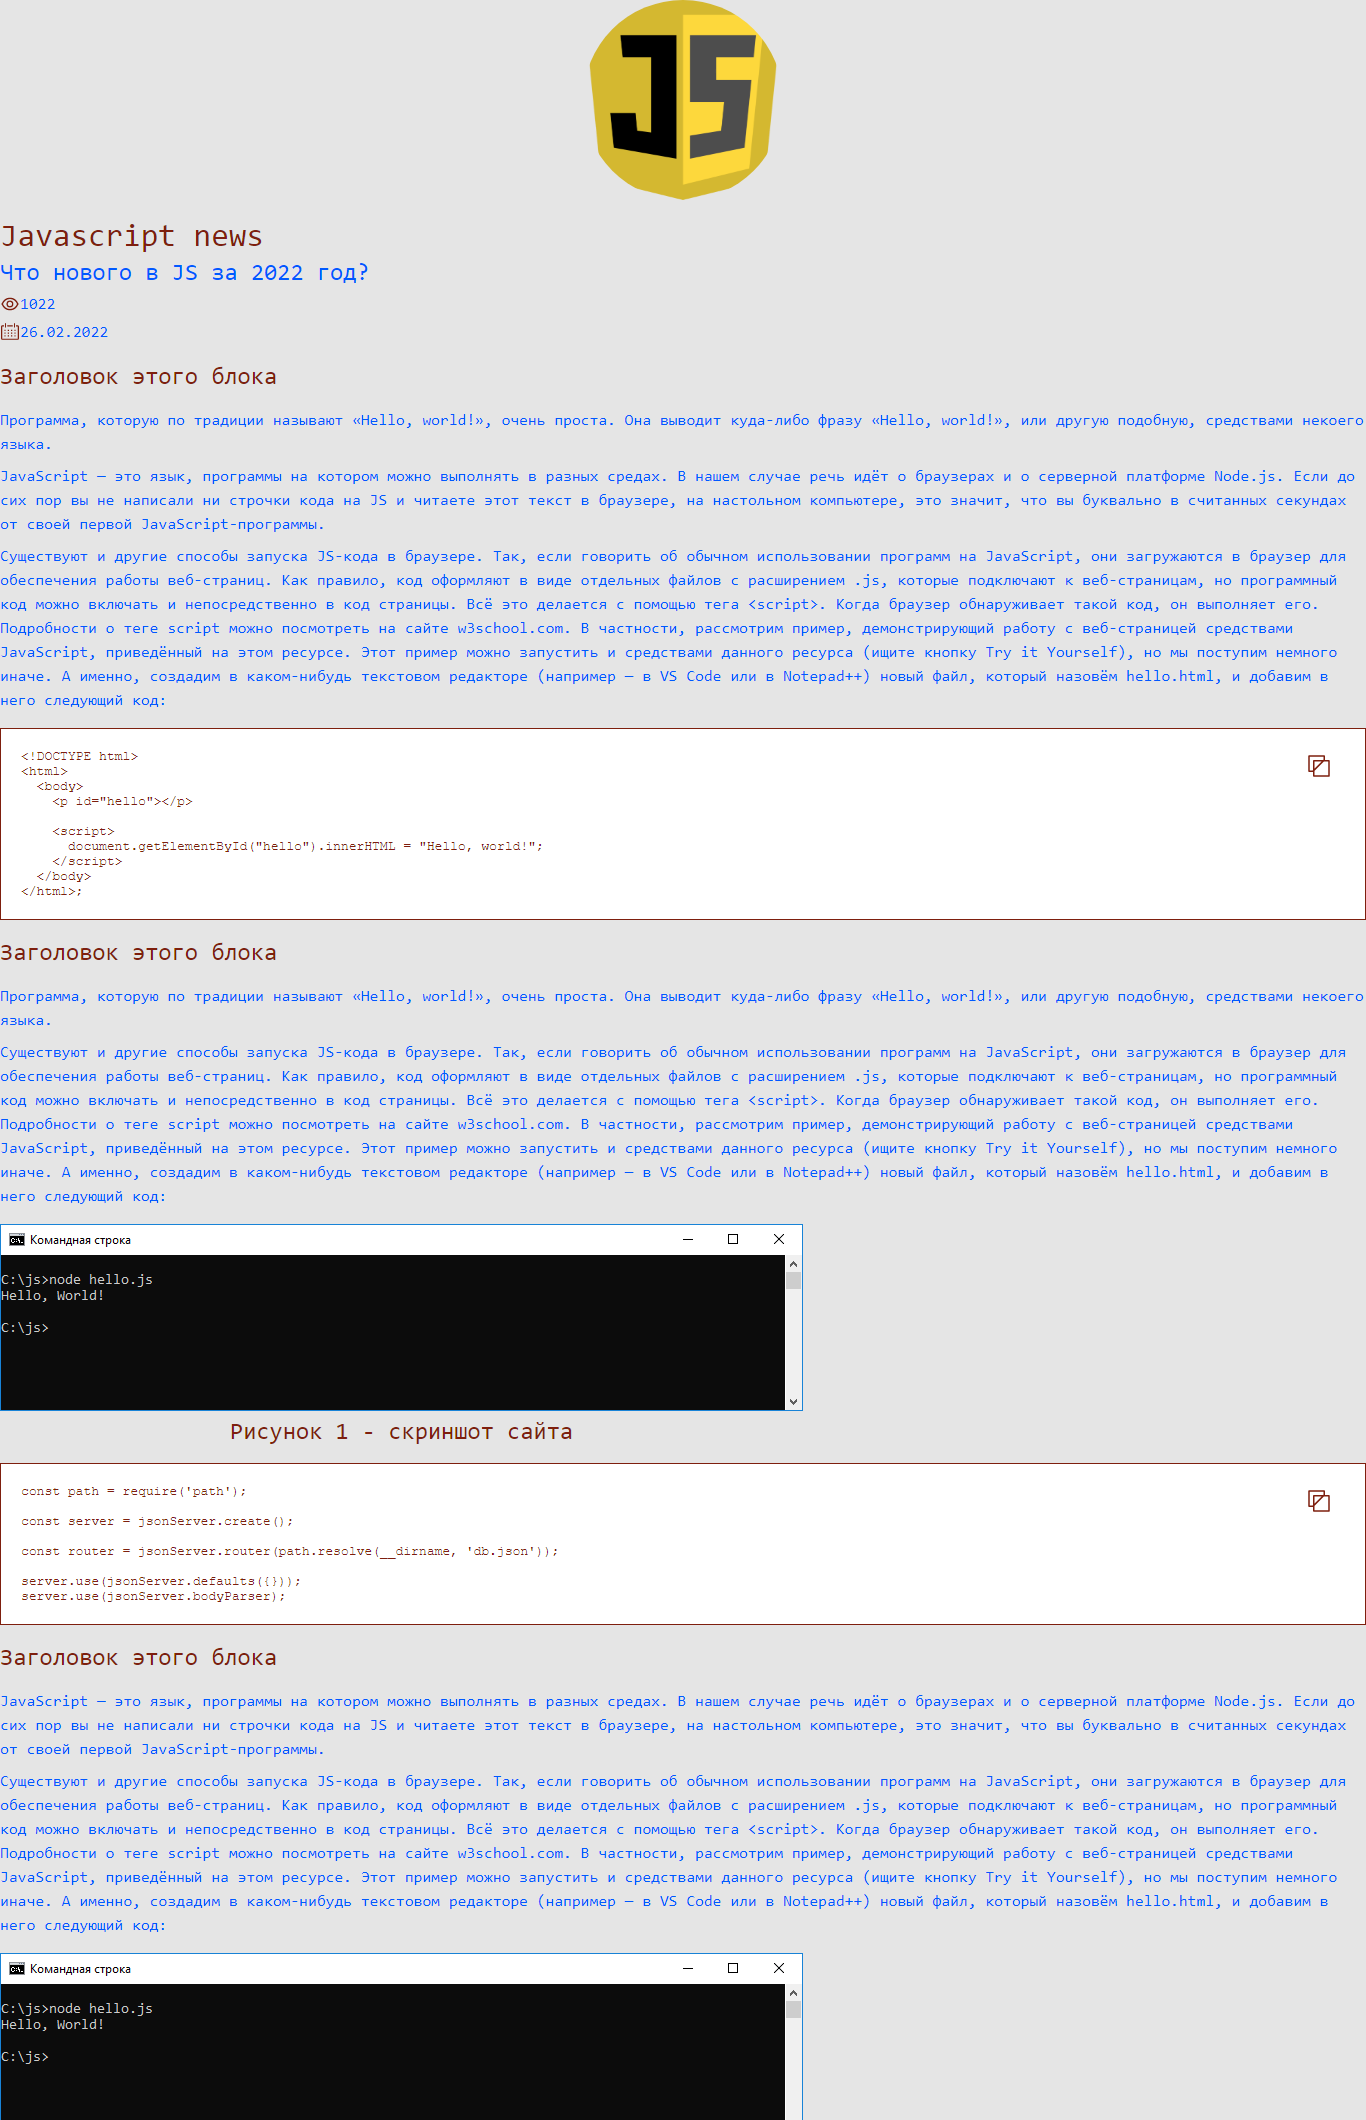 JS
Javascript news
Что нового в JS за 2022 год?
1022
26.02.2022
Заголовок этого блока
Программа, которую по традиции называют «Hello, world!», очень проста. Она выводит куда-либо фразу «Hello, world!», или другую подобную, средствами некоего
языка.
JavaScript — это язык, программы на котором можно выполнять в разных средах. В нашем случае речь идёт о браузерах и о серверной платформе Node.js. Если до
сих пор вы не написали ни строчки кода на JS и читаете этот текст в браузере, на настольном компьютере, это значит, что вы буквально в считанных секундах
от своей первой JavaScript-программы.
Существуют и другие способы запуска JS-кода в браузере. Так, если говорить об обычном использовании программ на JavaScript, они загружаются в браузер для
обеспечения работы веб-страниц. Как правило, код оформляют в виде отдельных файлов с расширением .js, которые подключают к веб-страницам, но программный
код можно включать и непосредственно в код страницы. Всё это делается с помощью тега <script>. Когда браузер обнаруживает такой код, он выполняет его.
Подробности о теге script можно посмотреть на сайте w3school.com. В частности, рассмотрим пример, демонстрирующий работу с веб-страницей средствами
JavaScript, приведённый на этом ресурсе. Этот пример можно запустить и средствами данного ресурса (ищите кнопку Try it Yourself), но мы поступим немного
иначе. А именно, создадим в каком-нибудь текстовом редакторе (например — в VS Code или в Notepad++) новый файл, который назовём hello.html, и добавим в
него следующий код:
<!DOCTYPE html>
<html>
  <body>
    <p id="hello"></p>
    <script>
      document.getElementById("hello").innerHTML = "Hello, world!";
    </script>
  </body>
</html>;
Заголовок этого блока
Программа, которую по традиции называют «Hello, world!», очень проста. Она выводит куда-либо фразу «Hello, world!», или другую подобную, средствами некоего
языка.
Существуют и другие способы запуска JS-кода в браузере. Так, если говорить об обычном использовании программ на JavaScript, они загружаются в браузер для
обеспечения работы веб-страниц. Как правило, код оформляют в виде отдельных файлов с расширением .js, которые подключают к веб-страницам, но программный
код можно включать и непосредственно в код страницы. Всё это делается с помощью тега <script>. Когда браузер обнаруживает такой код, он выполняет его.
Подробности о теге script можно посмотреть на сайте w3school.com. В частности, рассмотрим пример, демонстрирующий работу с веб-страницей средствами
JavaScript, приведённый на этом ресурсе. Этот пример можно запустить и средствами данного ресурса (ищите кнопку Try it Yourself), но мы поступим немного
иначе. А именно, создадим в каком-нибудь текстовом редакторе (например — в VS Code или в Notepad++) новый файл, который назовём hello.html, и добавим в
него следующий код:
Командная строка
C:\js>node hello.js
Hello, World!
C:\js>
Рисунок 1 - скриншот сайта
const path = require('path');
const server = jsonServer.create();
const router = jsonServer.router(path.resolve(__dirname, 'db.json'));
server.use(jsonServer.defaults({}));
server.use(jsonServer.bodyParser);
Заголовок этого блока
JavaScript — это язык, программы на котором можно выполнять в разных средах. В нашем случае речь идёт о браузерах и о серверной платформе Node.js. Если до
сих пор вы не написали ни строчки кода на JS и читаете этот текст в браузере, на настольном компьютере, это значит, что вы буквально в считанных секундах
от своей первой JavaScript-программы.
Существуют и другие способы запуска JS-кода в браузере. Так, если говорить об обычном использовании программ на JavaScript, они загружаются в браузер для
обеспечения работы веб-страниц. Как правило, код оформляют в виде отдельных файлов с расширением .js, которые подключают к веб-страницам, но программный
код можно включать и непосредственно в код страницы. Всё это делается с помощью тега <script>. Когда браузер обнаруживает такой код, он выполняет его.
Подробности о теге script можно посмотреть на сайте w3school.com. В частности, рассмотрим пример, демонстрирующий работу с веб-страницей средствами
JavaScript, приведённый на этом ресурсе. Этот пример можно запустить и средствами данного ресурса (ищите кнопку Try it Yourself), но мы поступим немного
иначе. А именно, создадим в каком-нибудь текстовом редакторе (например — в VS Code или в Notepad++) новый файл, который назовём hello.html, и добавим в
него следующий код:
Командная строка
C:\js>node hello.js
Hello, World!
C:\js>